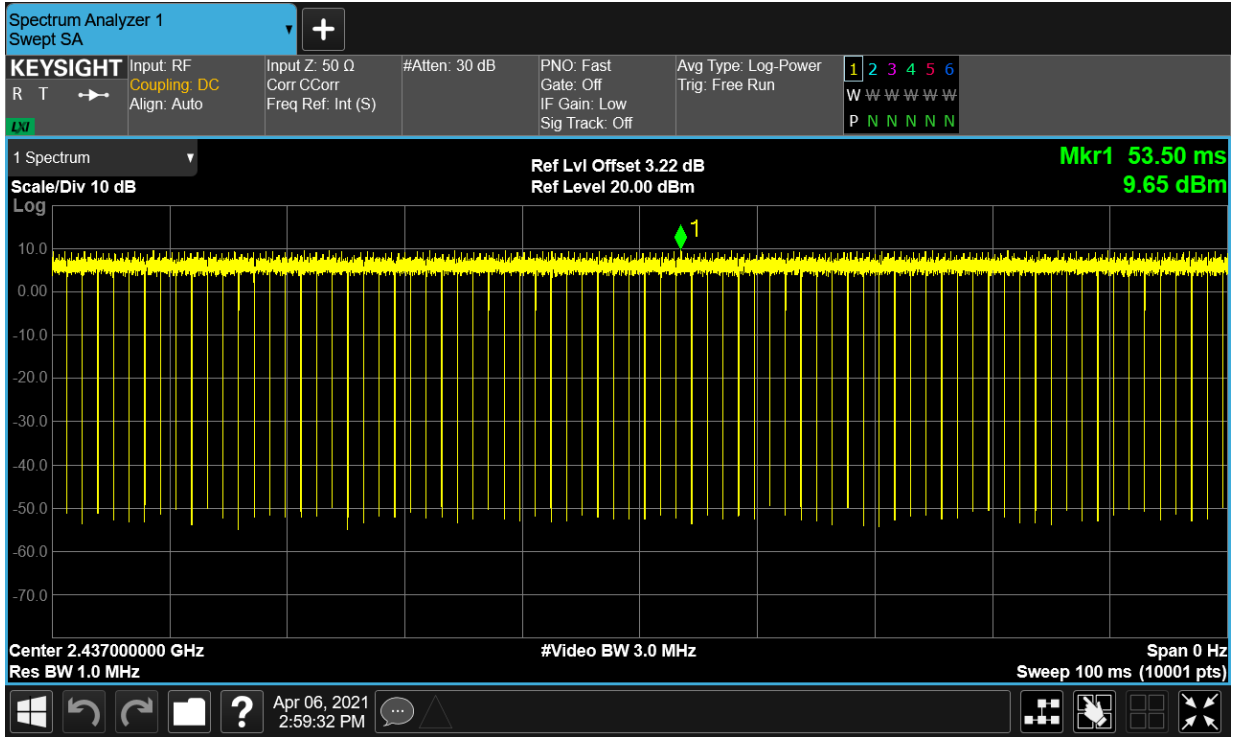 Spectrum Analyzer 1
Swept SA
KEYSIGHT
R T
LXI
Input: RF
Coupling: DC
Align: Auto
Input Z: 50 Ω
Corr CCorr
Freq Ref: Int (S)
#Atten: 30 dB
PNO: Fast
Gate: Off
IF Gain: Low
Sig Track: Off
Avg Type: Log-Power
Trig: Free Run
1 2 3 4 5 6
W W W W W W
P N N N N N
1 Spectrum
Scale/Div 10 dB
Log
Ref Lvl Offset 3.22 dB
Ref Level 20.00 dBm
Mkr1 53.50 ms
9.65 dBm
1
10.0
0.00
-10.0
-20.0
-30.0
-40.0
-50.0
-60.0
-70.0
Center 2.437000000 GHz
#Video BW 3.0 MHz
Span 0 Hz
Res BW 1.0 MHz
Sweep 100 ms (10001 pts)
?
Apr 06, 2021
2:59:32 PM